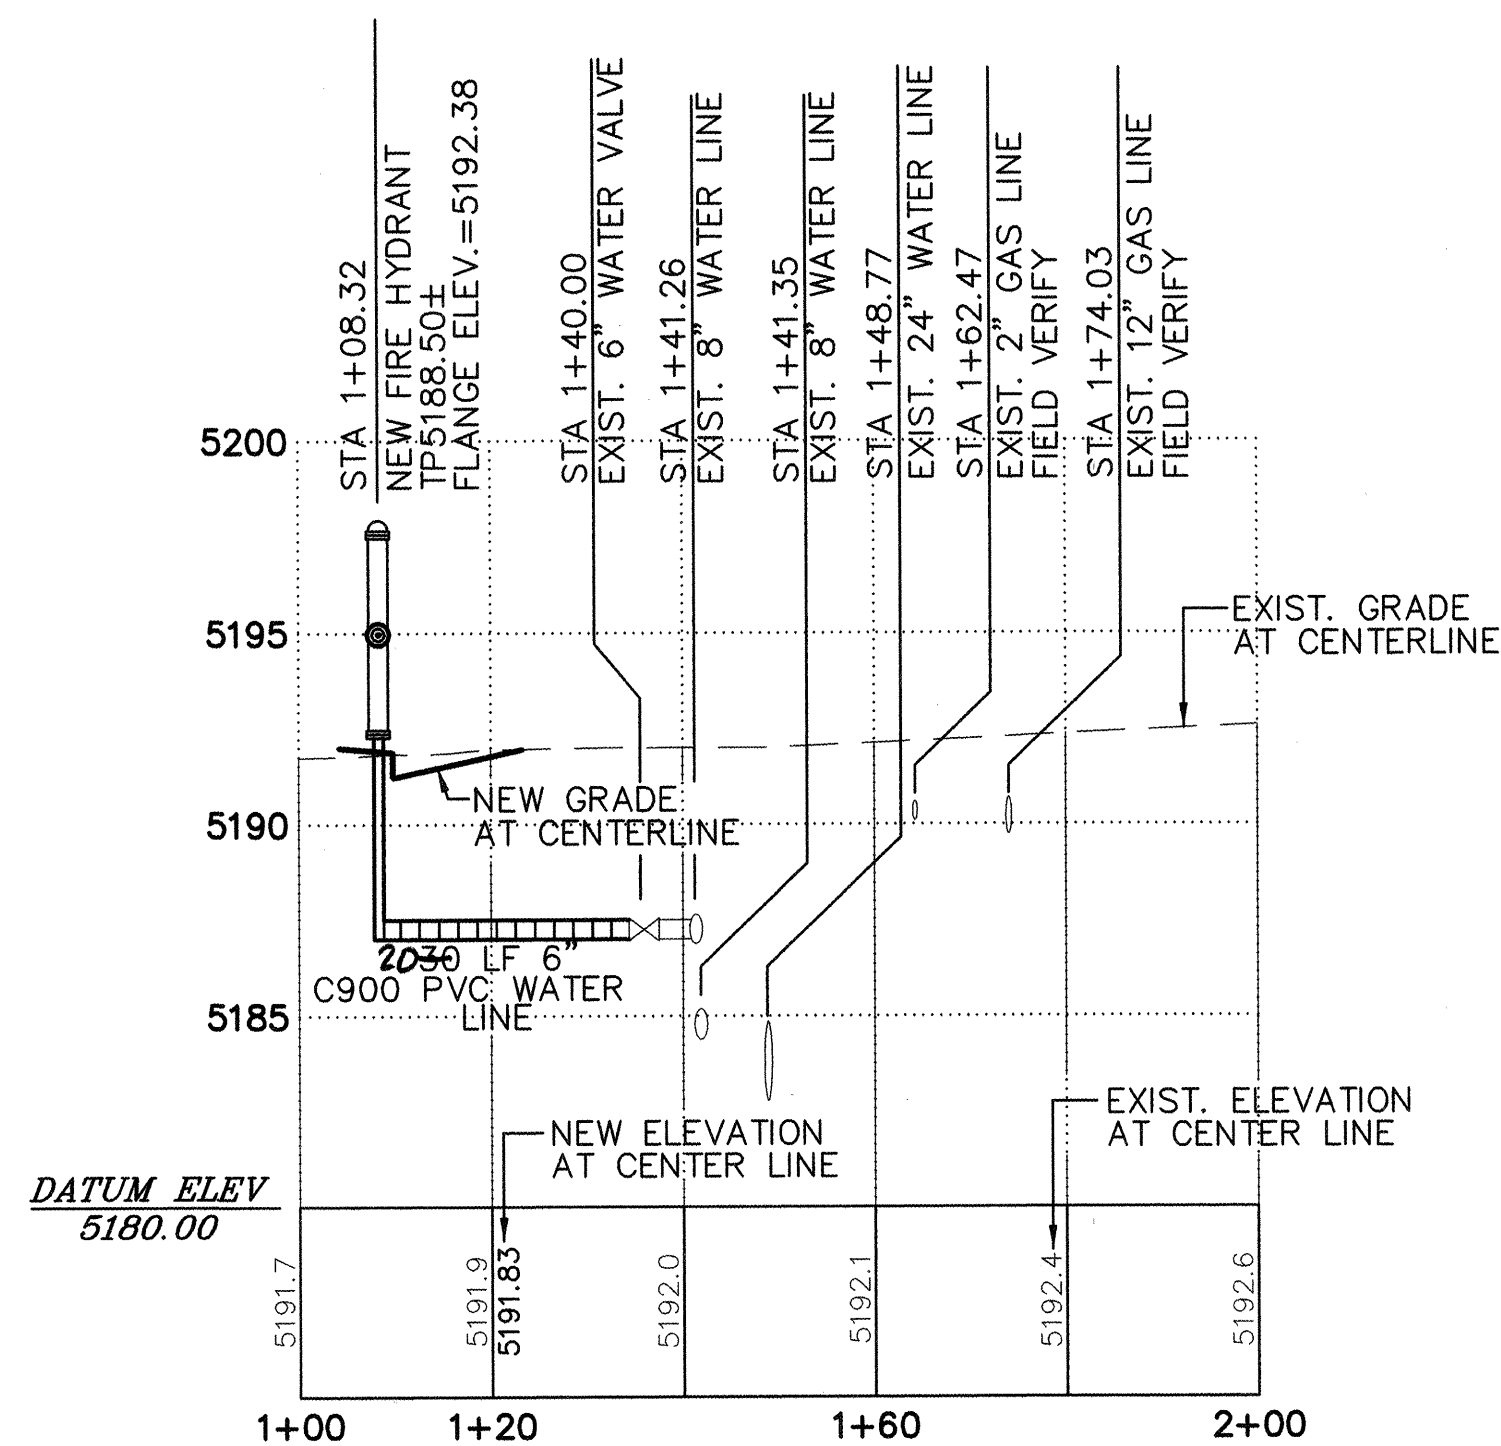 STA 1+08.32
NEW FIRE HYDRANT
TP5188.50±
FLANGE ELEV.=5192.38
STA 1+40.00
EXIST. 6" WATER VALVE
STA 1+41.26
EXIST. 8" WATER LINE
STA 1+41.35
EXIST. 8" WATER LINE
STA 1+48.77
EXIST. 24" WATER LINE
STA 1+62.47
EXIST. 2" GAS LINE
FIELD VERIFY
STA 1+74.03
EXIST. 12" GAS LINE
FIELD VERIFY
5200
5195
EXIST. GRADE
AT CENTERLINE
NEW GRADE
AT CENTERLINE
5190
2030 LF 6"
C900 PVC WATER
LINE
5185
NEW ELEVATION
AT CENTER LINE
EXIST. ELEVATION
AT CENTER LINE
DATUM ELEV
5180.00
5191.7
5191.9
5191.83
5192.0
5192.1
5192.4
5192.6
1+00
1+20
1+60
2+00